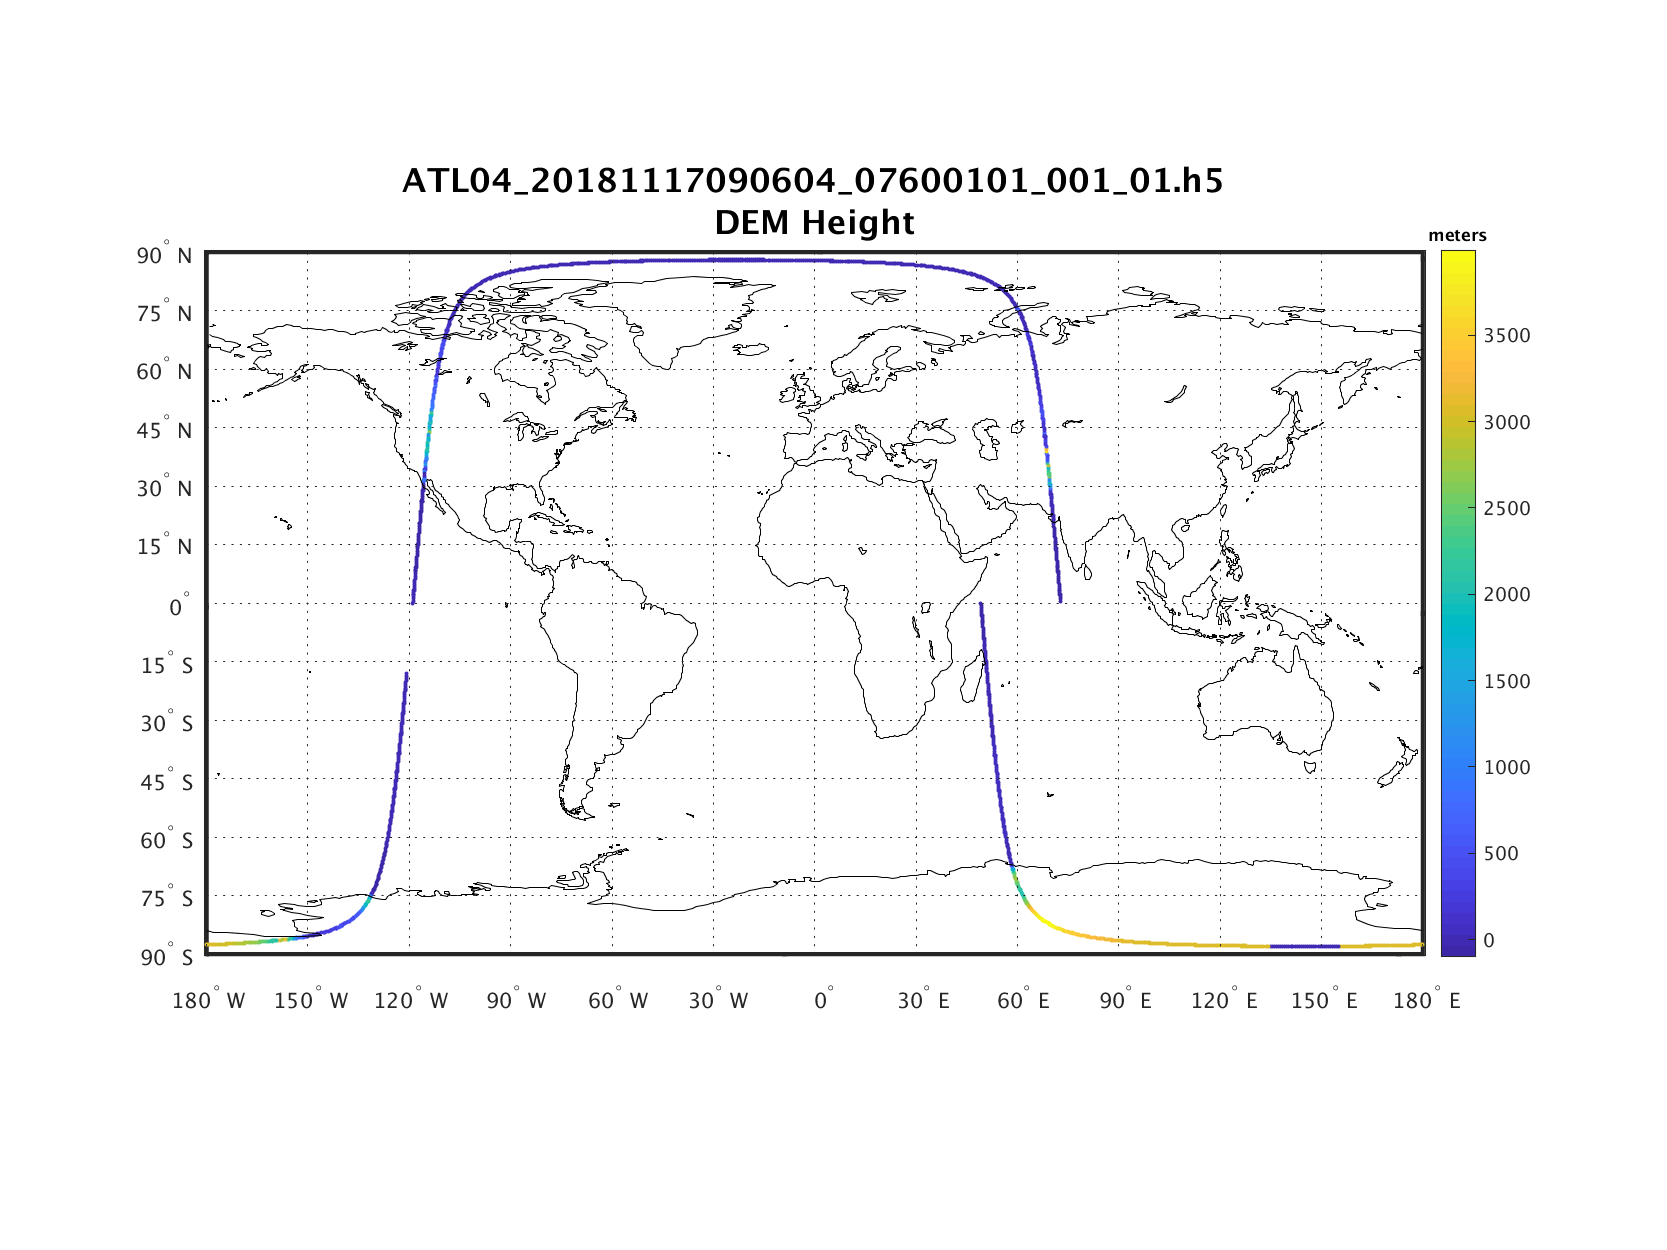 ATL04_20181117090604_07600101_001_01.h5
DEM Height
meters
90° N
75° N
60° N
45° N
30° N
15° N
0°
15° S
30° S
45° S
60° S
75° S
90° S
180° W 150° W 120° W 90° W 60° W 30° W 0° 30° E 60° E 90° E 120° E 150° E 180° E
3500
3000
2500
2000
1500
1000
500
0